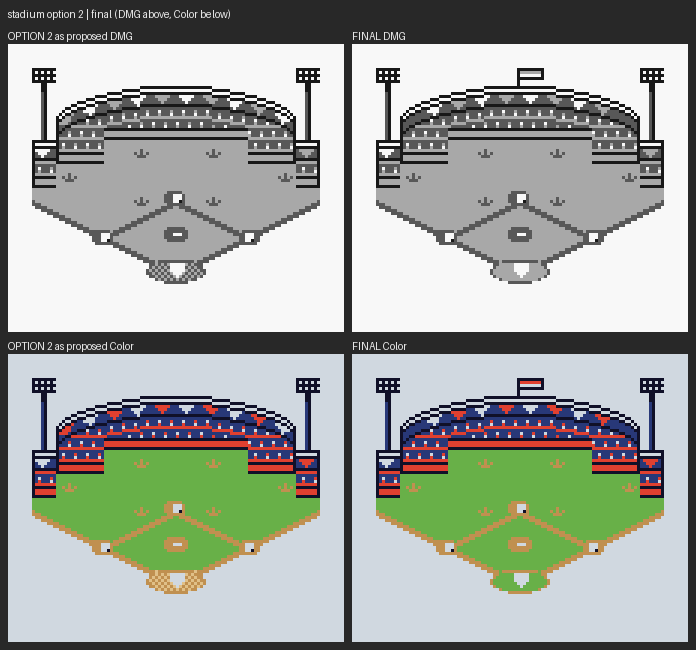 stadium option 2 | final (DMG above, Color below)
OPTION 2 as proposed DMG
FINAL DMG
OPTION 2 as proposed Color
FINAL Color